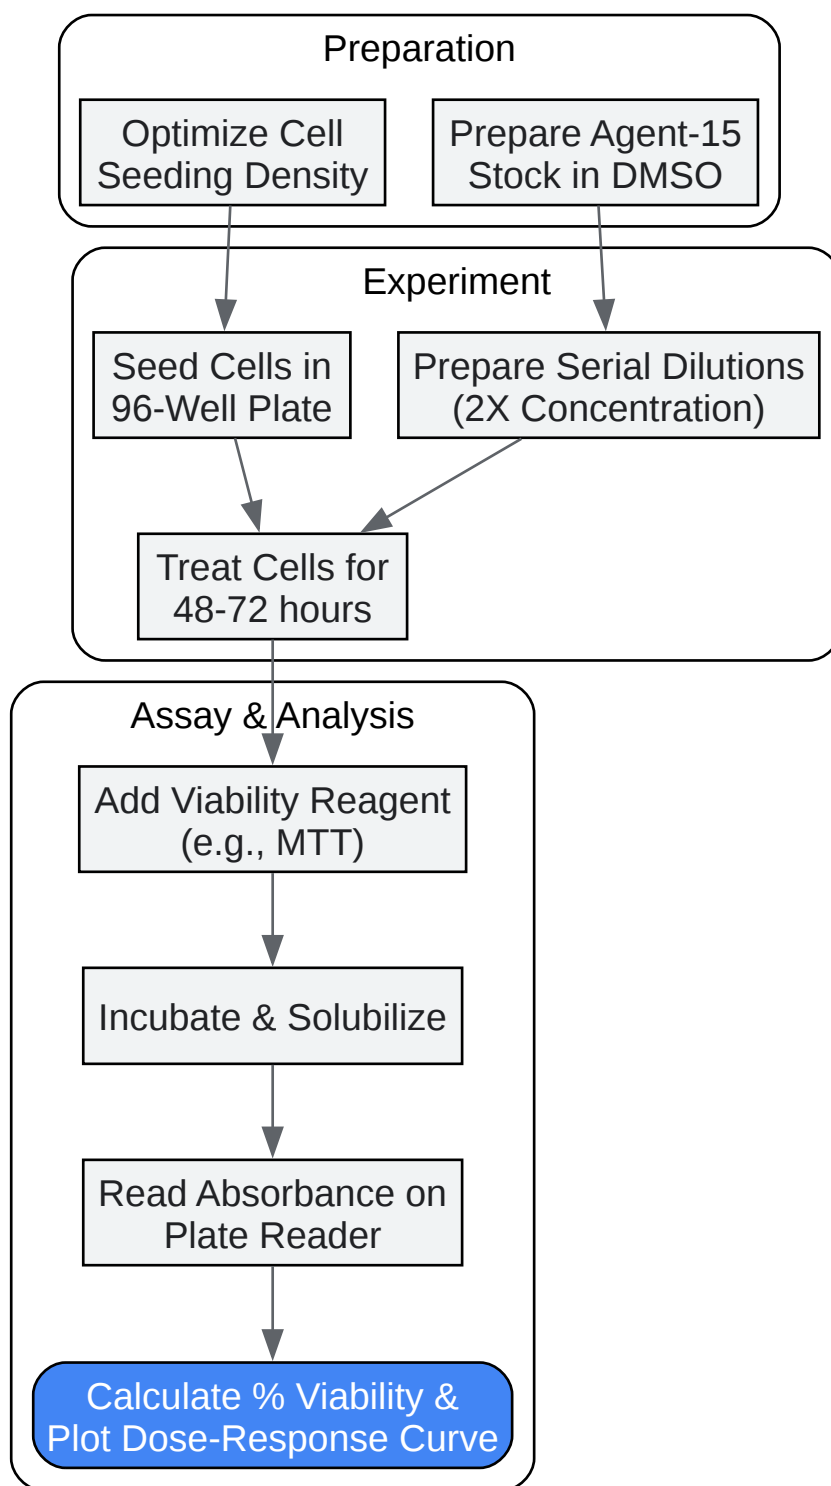 Preparation
Optimize Cell
Seeding Density
Prepare Agent-15
Stock in DMSO
Experiment
Seed Cells in
96-Well Plate
Prepare Serial Dilutions
(2X Concentration)
Treat Cells for
48-72 hours
Assay & Analysis
Add Viability Reagent
(e.g., MTT)
Incubate & Solubilize
Read Absorbance on
Plate Reader
Calculate % Viability &
Plot Dose-Response Curve